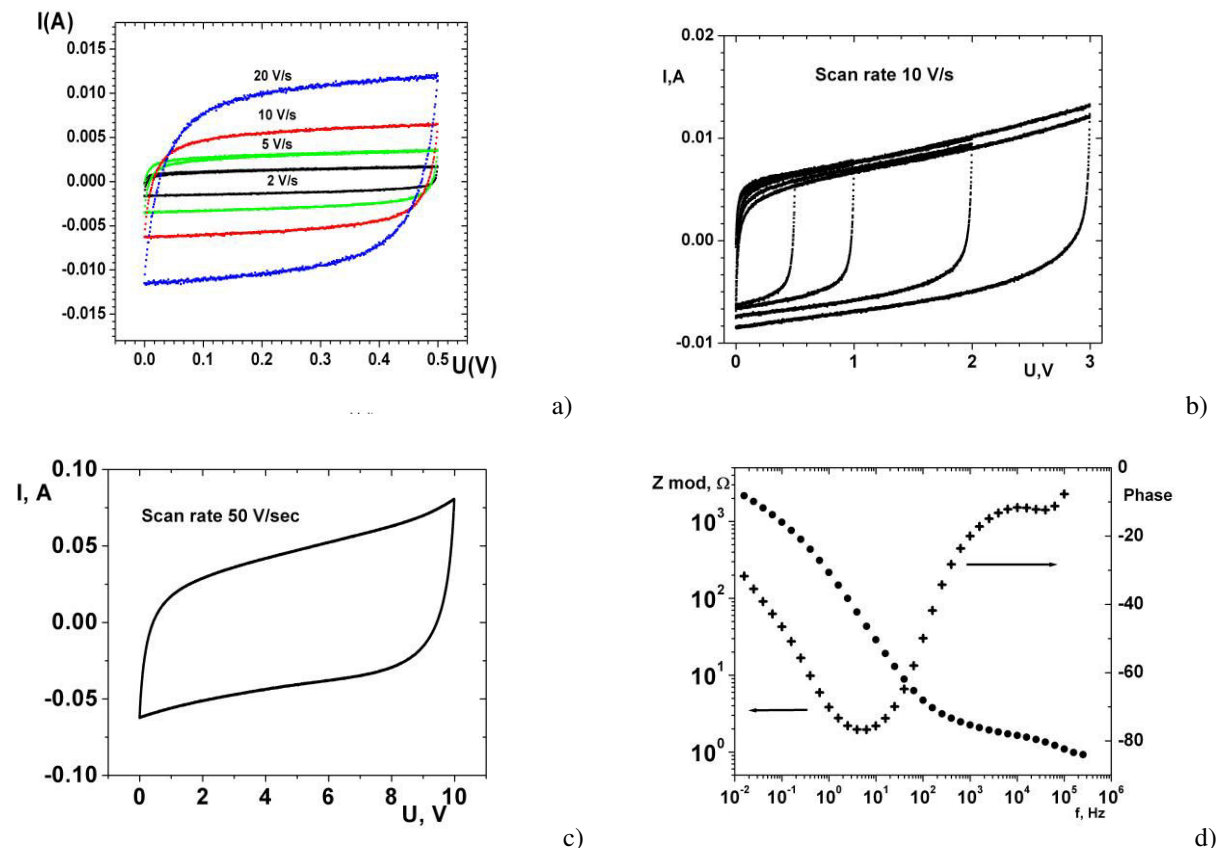 I(A)
0.015
0.010
0.005
0.000
-0.005
-0.010
-0.015
20 V/s
10 V/s
5 V/s
2 V/s
0.0 0.1 0.2 0.3 0.4 0.5
U(V)
a)
I,A
0.02
0.01
0.00
-0.01
Scan rate 10 V/s
0 1 2 3
U,V
b)
I, A
0.10
0.05
0.00
-0.05
-0.10
Scan rate 50 V/sec
0 2 4 6 8 10
U, V
c)
Z mod, Ω
10³
10²
10¹
10⁰
Phase
0
-20
-40
-60
-80
10⁻² 10⁻¹ 10⁰ 10¹ 10² 10³ 10⁴ 10⁵ 10⁶
f, Hz
d)